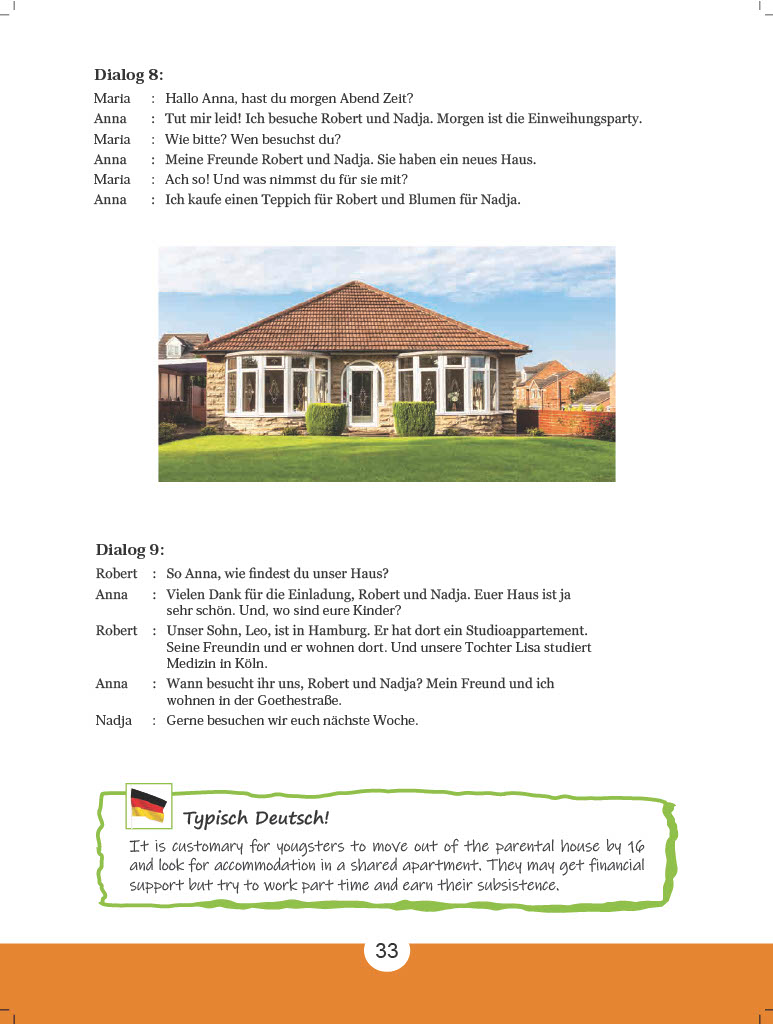 Dialog 8:
Maria : Hallo Anna, hast du morgen Abend Zeit?
Anna : Tut mir leid! Ich besuche Robert und Nadja. Morgen ist die Einweihungsparty.
Maria : Wie bitte? Wen besuchst du?
Anna : Meine Freunde Robert und Nadja. Sie haben ein neues Haus.
Maria : Ach so! Und was nimmst du für sie mit?
Anna : Ich kaufe einen Teppich für Robert und Blumen für Nadja.
Dialog 9:
Robert : So Anna, wie findest du unser Haus?
Anna : Vielen Dank für die Einladung, Robert und Nadja. Euer Haus ist ja
sehr schön. Und, wo sind eure Kinder?
Robert : Unser Sohn, Leo, ist in Hamburg. Er hat dort ein Studioappartement.
Seine Freundin und er wohnen dort. Und unsere Tochter Lisa studiert
Medizin in Köln.
Anna : Wann besucht ihr uns, Robert und Nadja? Mein Freund und ich
wohnen in der Goethestraße.
Nadja : Gerne besuchen wir euch nächste Woche.
Typisch Deutsch!
It is customary for yougsters to move out of the parental house by 16
and look for accommodation in a shared apartment. They may get financial
support but try to work part time and earn their subsistence.
33